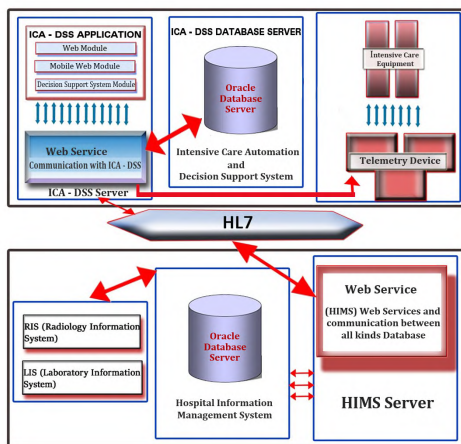 ICA - DSS APPLICATION
Web Module
Mobile Web Module
Decision Support System Module
Web Service
Communication with ICA - DSS
ICA - DSS Server
ICA - DSS DATABASE SERVER
Oracle
Database
Server
Intensive Care Automation
and
Decision Support System
Intensive Care
Equipment
Telemetry Device
HL7
RIS (Radiology Information
System)
LIS (Laboratory Information
System)
Oracle
Database
Server
Hospital Information
Management System
Web Service
(HIMS) Web Services and
communication between
all kinds Database
HIMS Server